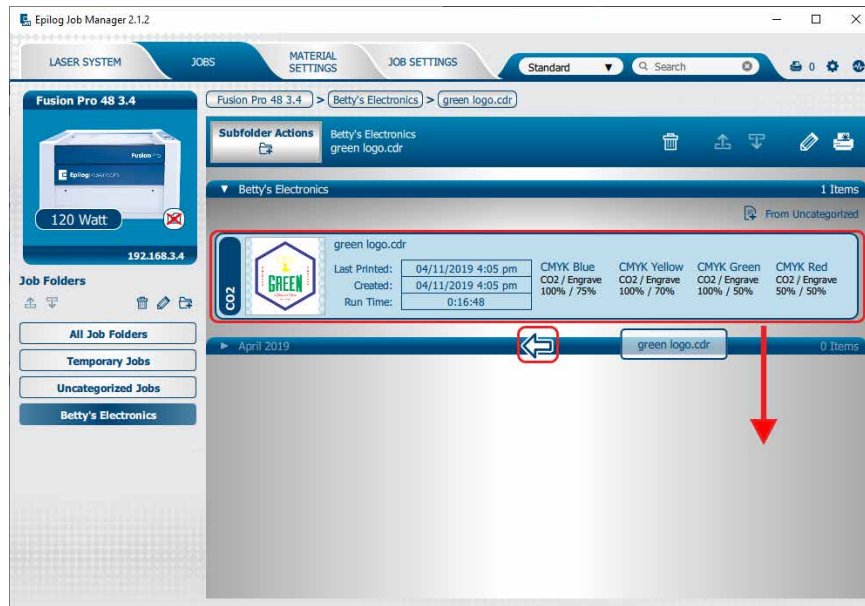 Epilog Job Manager 2.1.2
LASER SYSTEM
JOBS
MATERIAL
SETTINGS
JOB SETTINGS
Standard
Search
0
Fusion Pro 48 3.4
Fusion Pro 48 3.4 > Betty's Electronics > green logo.cdr
Subfolder Actions
Betty's Electronics
green logo.cdr
Fusion Pro
120 Watt
192.168.3.4
Betty's Electronics
1 Items
From Uncategorized
CO2
GREEN
green logo.cdr
Last Printed: 04/11/2019 4:05 pm
Created: 04/11/2019 4:05 pm
Run Time: 0:16:48
CMYK Blue
CO2 / Engrave
100% / 75%
CMYK Yellow
CO2 / Engrave
100% / 70%
CMYK Green
CO2 / Engrave
100% / 50%
CMYK Red
CO2 / Engrave
50% / 50%
April 2019
green logo.cdr
0 Items
Job Folders
All Job Folders
Temporary Jobs
Uncategorized Jobs
Betty's Electronics